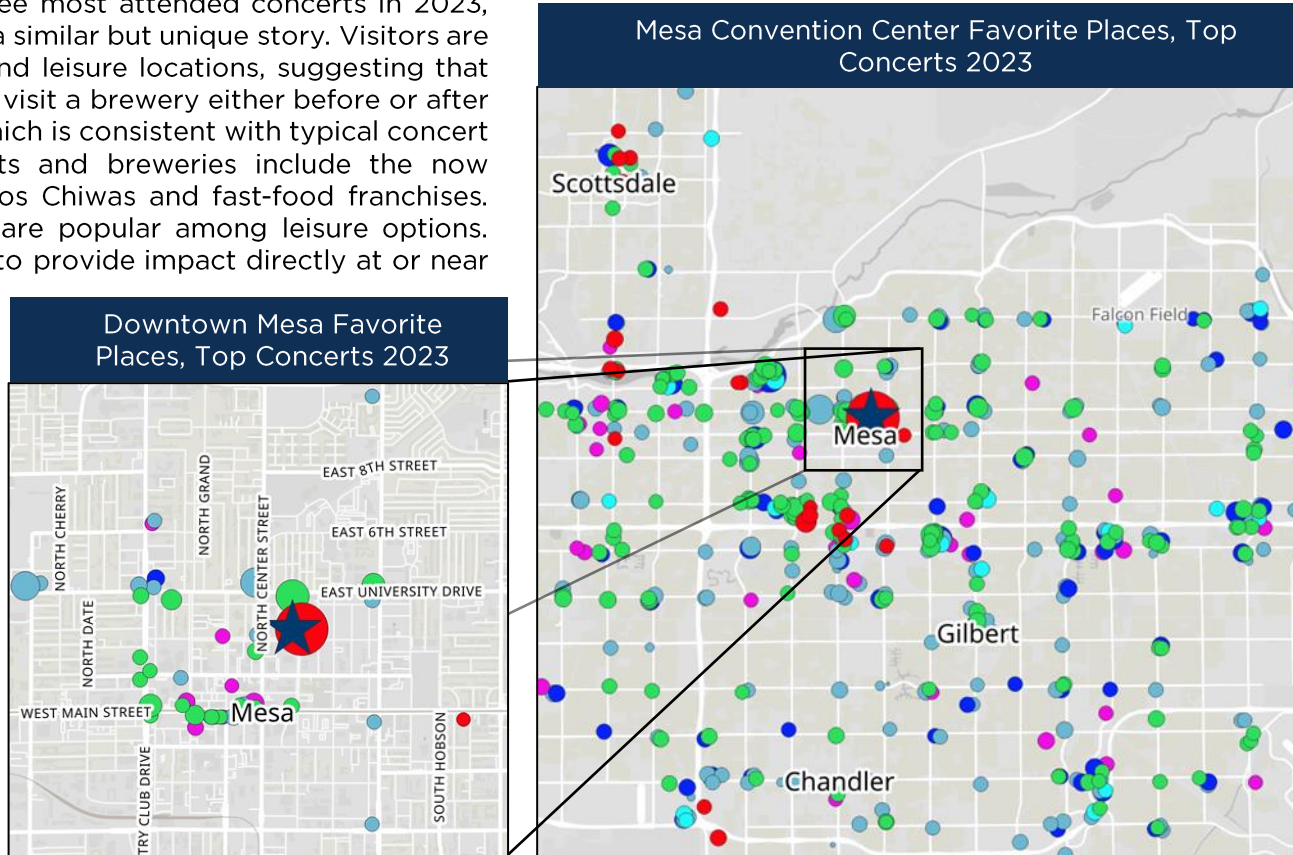 ee most attended concerts in 2023,
a similar but unique story. Visitors are
nd leisure locations, suggesting that
visit a brewery either before or after
hich is consistent with typical concert
ts and breweries include the now
os Chiwas and fast-food franchises.
are popular among leisure options.
to provide impact directly at or near
Mesa Convention Center Favorite Places, Top
Concerts 2023
Scottsdale
Falcon Field
Mesa
Gilbert
Chandler
Downtown Mesa Favorite
Places, Top Concerts 2023
EAST 8TH STREET
NORTH GRAND
NORTH CHERRY
NORTH CENTER STREET
EAST 6TH STREET
EAST UNIVERSITY DRIVE
NORTH DATE
WEST MAIN STREET
Mesa
SOUTH HOBSON
TRY CLUB DRIVE